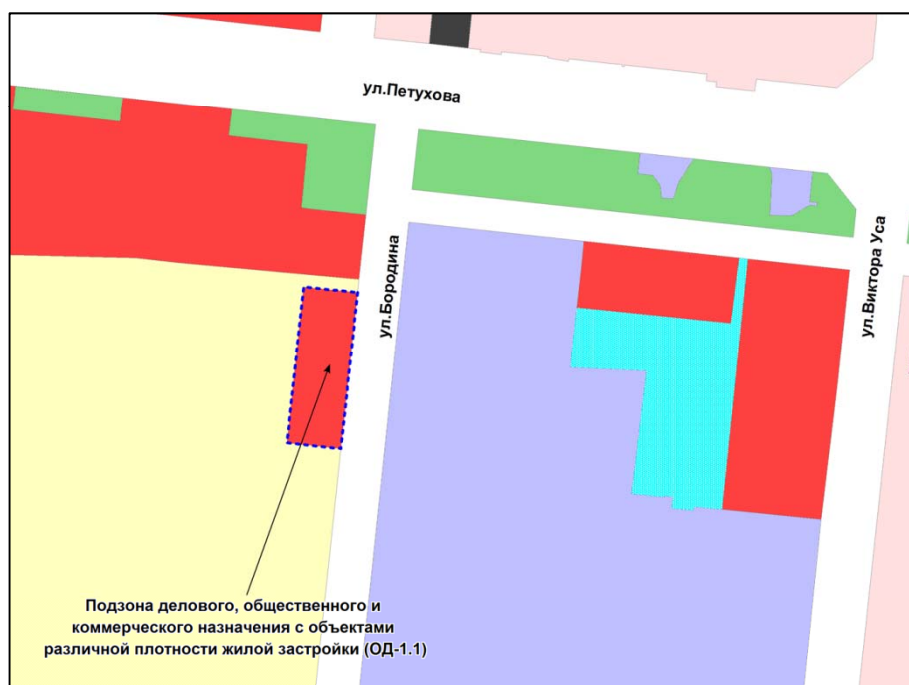 ул.Петухова
ул.Бородина
ул.Виктора Уса
Подзона делового, общественного и
коммерческого назначения с объектами
различной плотности жилой застройки (ОД-1.1)